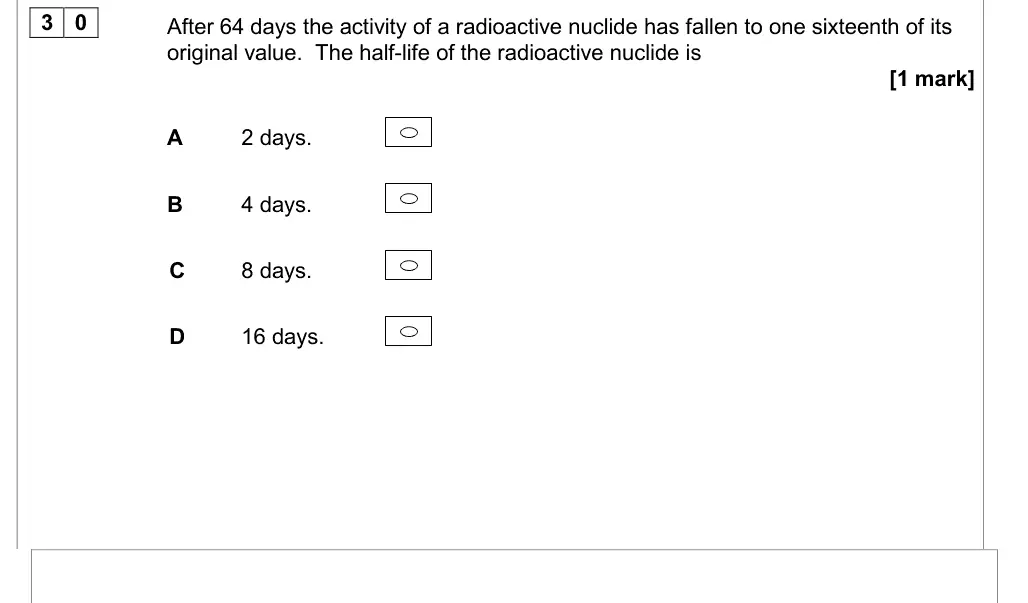 3 0
After 64 days the activity of a radioactive nuclide has fallen to one sixteenth of its
original value.  The half-life of the radioactive nuclide is
[1 mark]
A 2 days.
B 4 days.
C 8 days.
D 16 days.